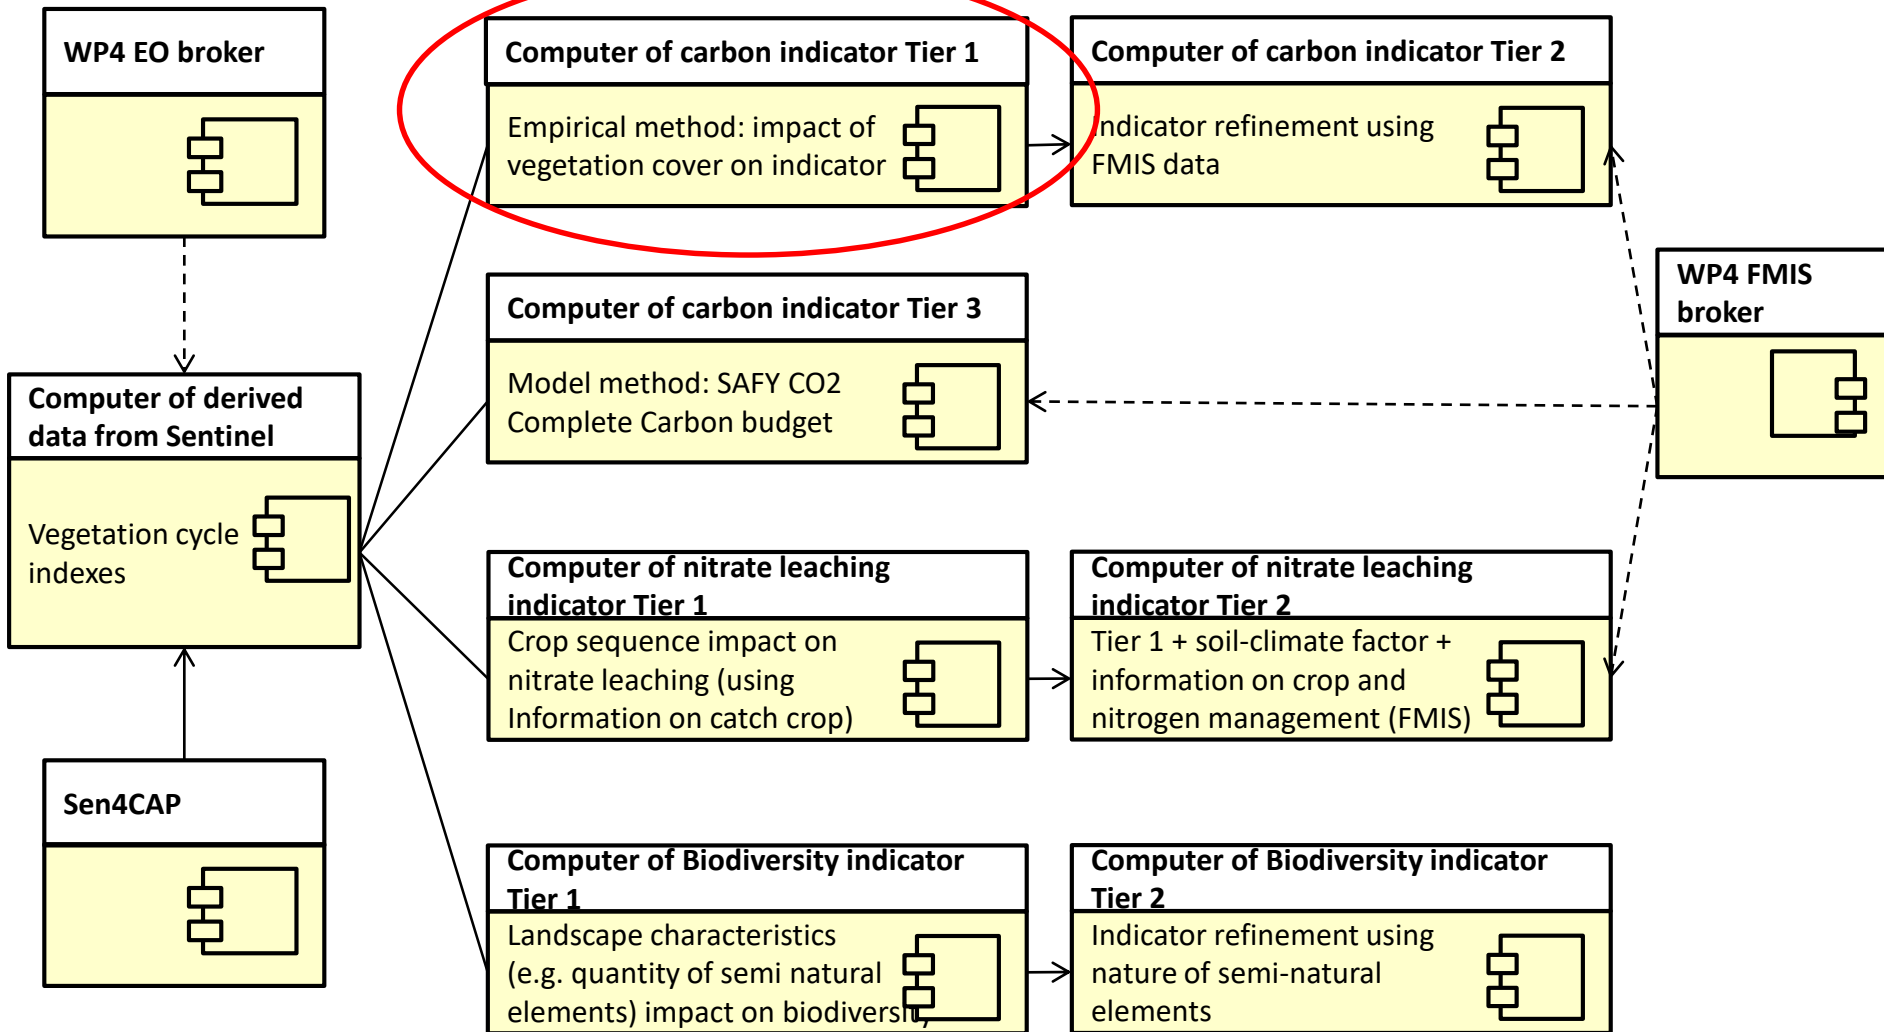 WP4 EO broker
Computer of carbon indicator Tier 1
Empirical method: impact of
vegetation cover on indicator
Computer of carbon indicator Tier 2
Indicator refinement using
FMIS data
Computer of carbon indicator Tier 3
Model method: SAFY CO2
Complete Carbon budget
WP4 FMIS
broker
Computer of derived
data from Sentinel
Vegetation cycle
indexes
Computer of nitrate leaching
indicator Tier 1
Crop sequence impact on
nitrate leaching (using
Information on catch crop)
Computer of nitrate leaching
indicator Tier 2
Tier 1 + soil-climate factor +
information on crop and
nitrogen management (FMIS)
Sen4CAP
Computer of Biodiversity indicator
Tier 1
Landscape characteristics
(e.g. quantity of semi natural
elements) impact on biodiversity
Computer of Biodiversity indicator
Tier 2
Indicator refinement using
nature of semi-natural
elements